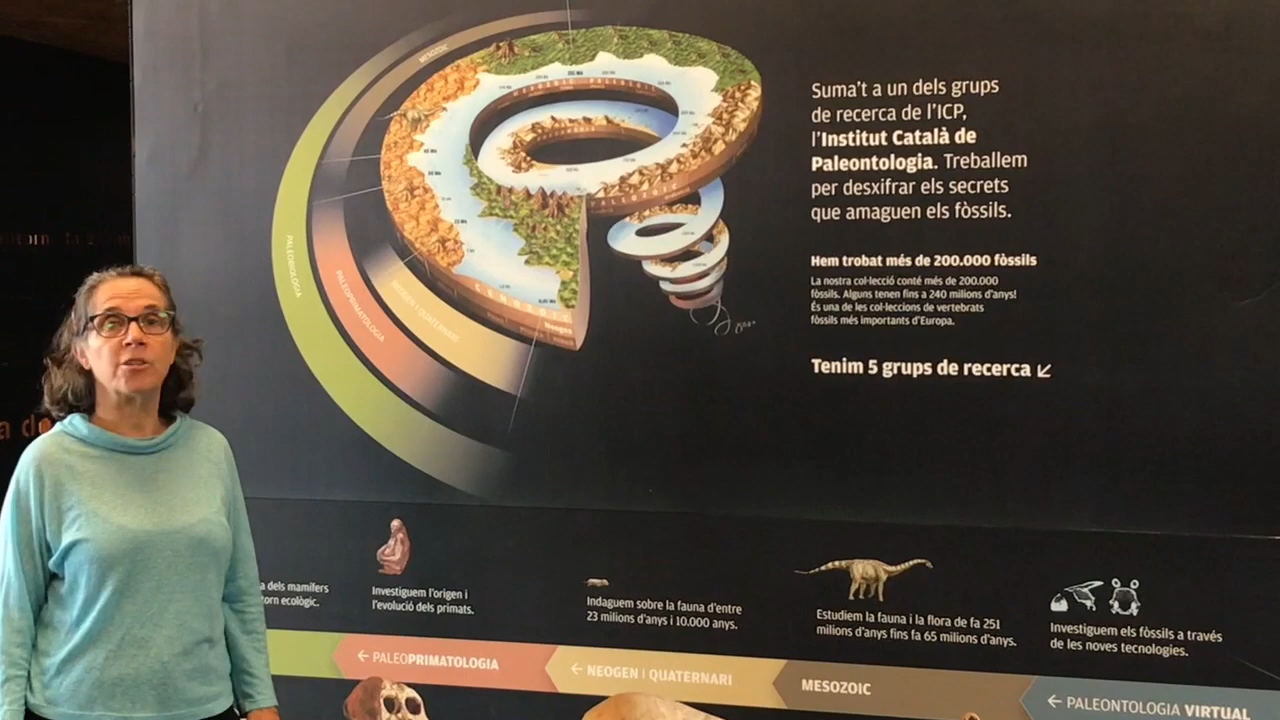 Suma't a un dels grups
de recerca de l'ICP,
l'Institut Català de
Paleontologia. Treballem
per desxifrar els secrets
que amaguen els fòssils.
Hem trobat més de 200.000 fòssils
La nostra col·lecció conté més de 200.000
fòssils. Alguns tenen fins a 240 milions d'anys!
És una de les col·leccions de vertebrats
fòssils més importants d'Europa.
Tenim 5 grups de recerca ↙
MESOZOIC
PALEOBIOLOGIA
PALEOPRIMATOLOGIA
NEOGEN I QUATERNARI
MESOZOIC PALEOZOIC
PALEOZOIC
CENOZOIC
Neogen
a dels mamífers
torn ecològic.
Investiguem l'origen i
l'evolució dels primats.
Indaguem sobre la fauna d'entre
23 milions d'anys i 10.000 anys.
Estudiem la fauna i la flora de fa 251
milions d'anys fins fa 65 milions d'anys.
Investiguem els fòssils a través
de les noves tecnologies.
← PALEOPRIMATOLOGIA
← NEOGEN | QUATERNARI
MESOZOIC
← PALEONTOLOGIA VIRTUAL